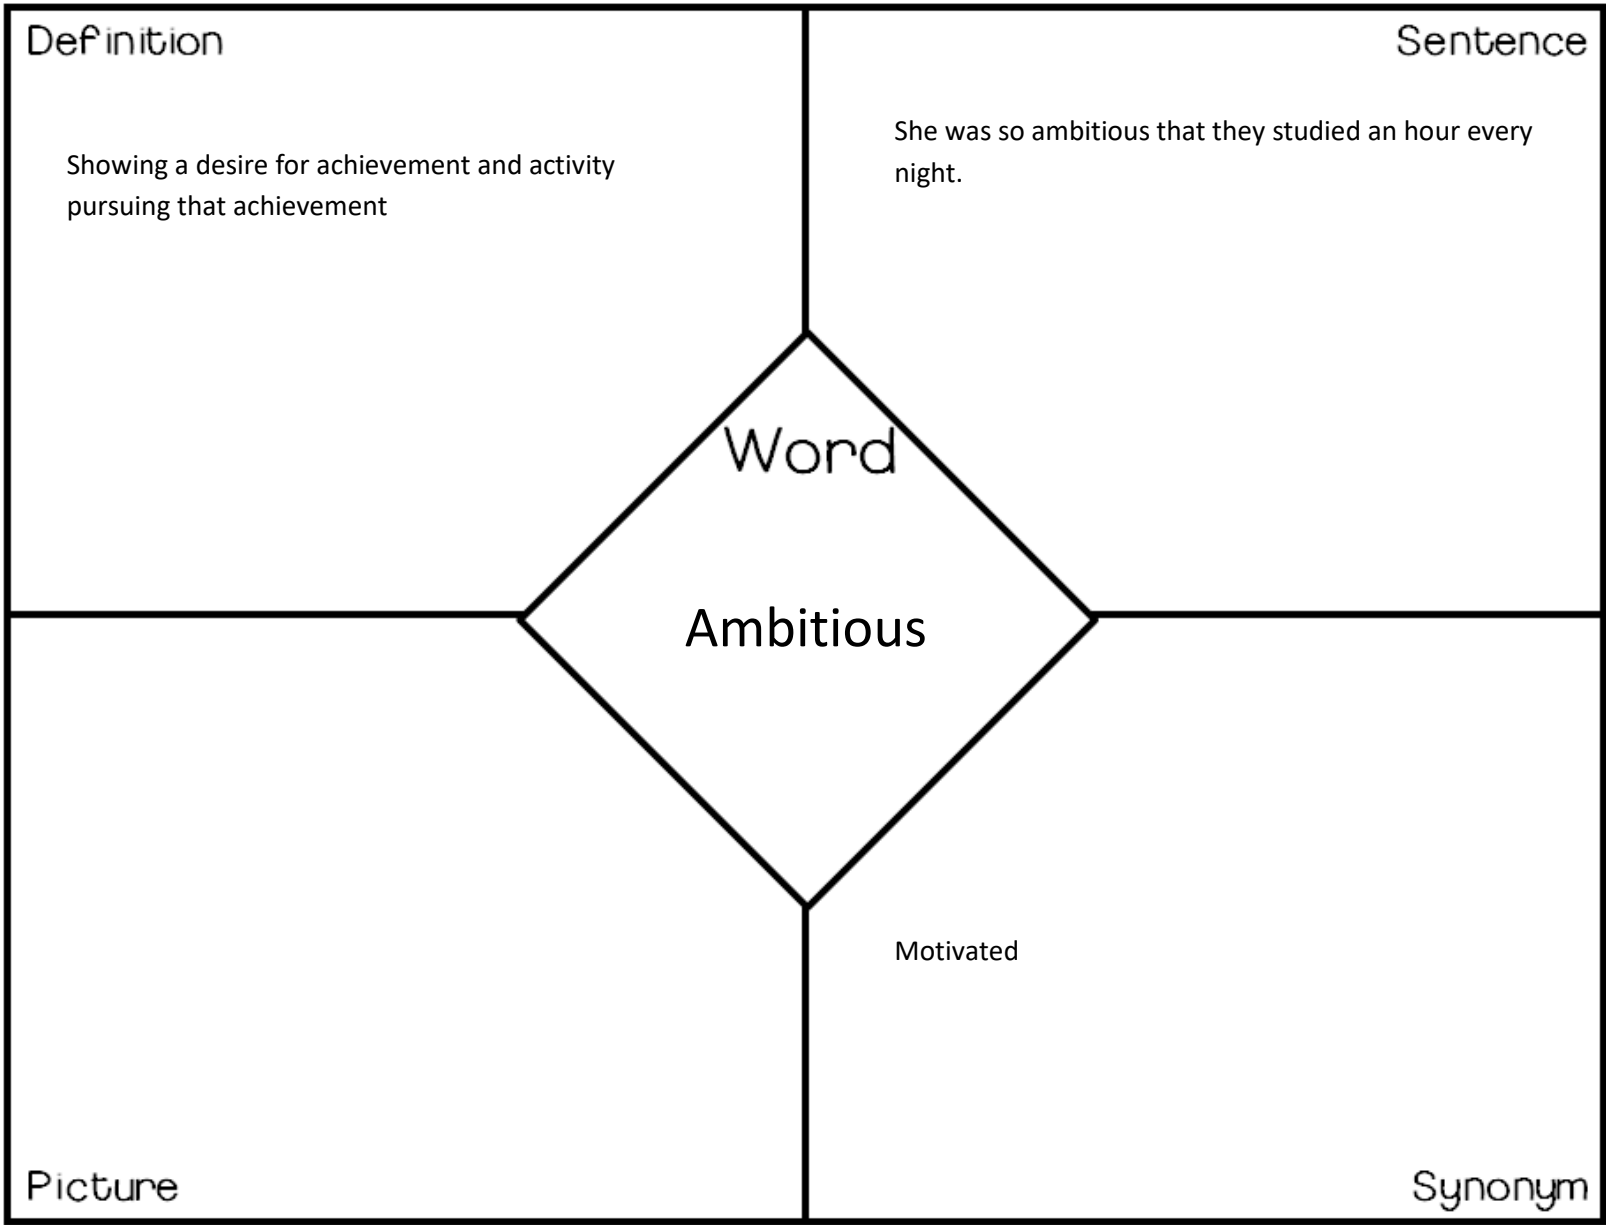 Definition
Showing a desire for achievement and activity
pursuing that achievement
Sentence
She was so ambitious that they studied an hour every
night.
Word
Ambitious
Picture
Motivated
Synonym